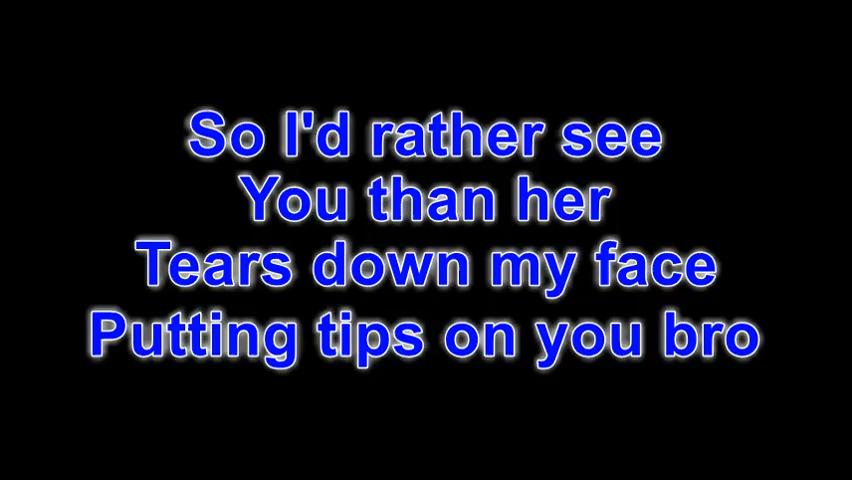 So I'd rather see
You than her
Tears down my face
Putting tips on you bro